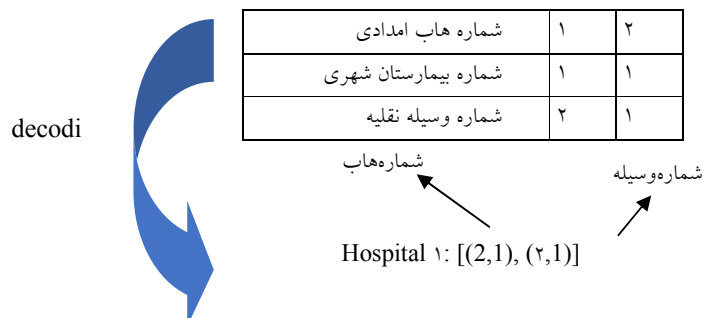 شماره هاب امدادی ۱ ۲
شماره بیمارستان شهری ۱ ۱
شماره وسیله نقلیه ۲ ۱
decodi
شماره‌هاب
شماره‌وسیله
Hospital ۱: [(2,1), (۲,1)]